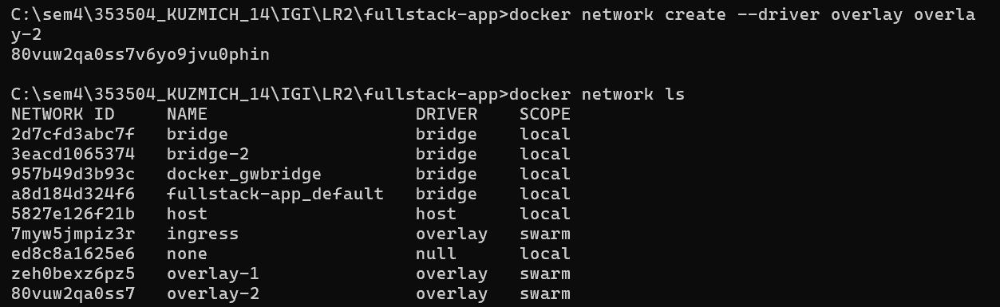 C:\sem4\353504_KUZMICH_14\IGI\LR2\fullstack-app>docker network create --driver overlay overla
y-2
80vuw2qa0ss7v6yo9jvu0phin
C:\sem4\353504_KUZMICH_14\IGI\LR2\fullstack-app>docker network ls
NETWORK ID     NAME                    DRIVER    SCOPE
2d7cfd3abc7f   bridge                  bridge    local
3eacd1065374   bridge-2                bridge    local
957b49d3b93c   docker_gwbridge         bridge    local
a8d184d324f6   fullstack-app_default   bridge    local
5827e126f21b   host                    host      local
7myw5jmpiz3r   ingress                 overlay   swarm
ed8c8a1625e6   none                    null      local
zeh0bexz6pz5   overlay-1               overlay   swarm
80vuw2qa0ss7   overlay-2               overlay   swarm